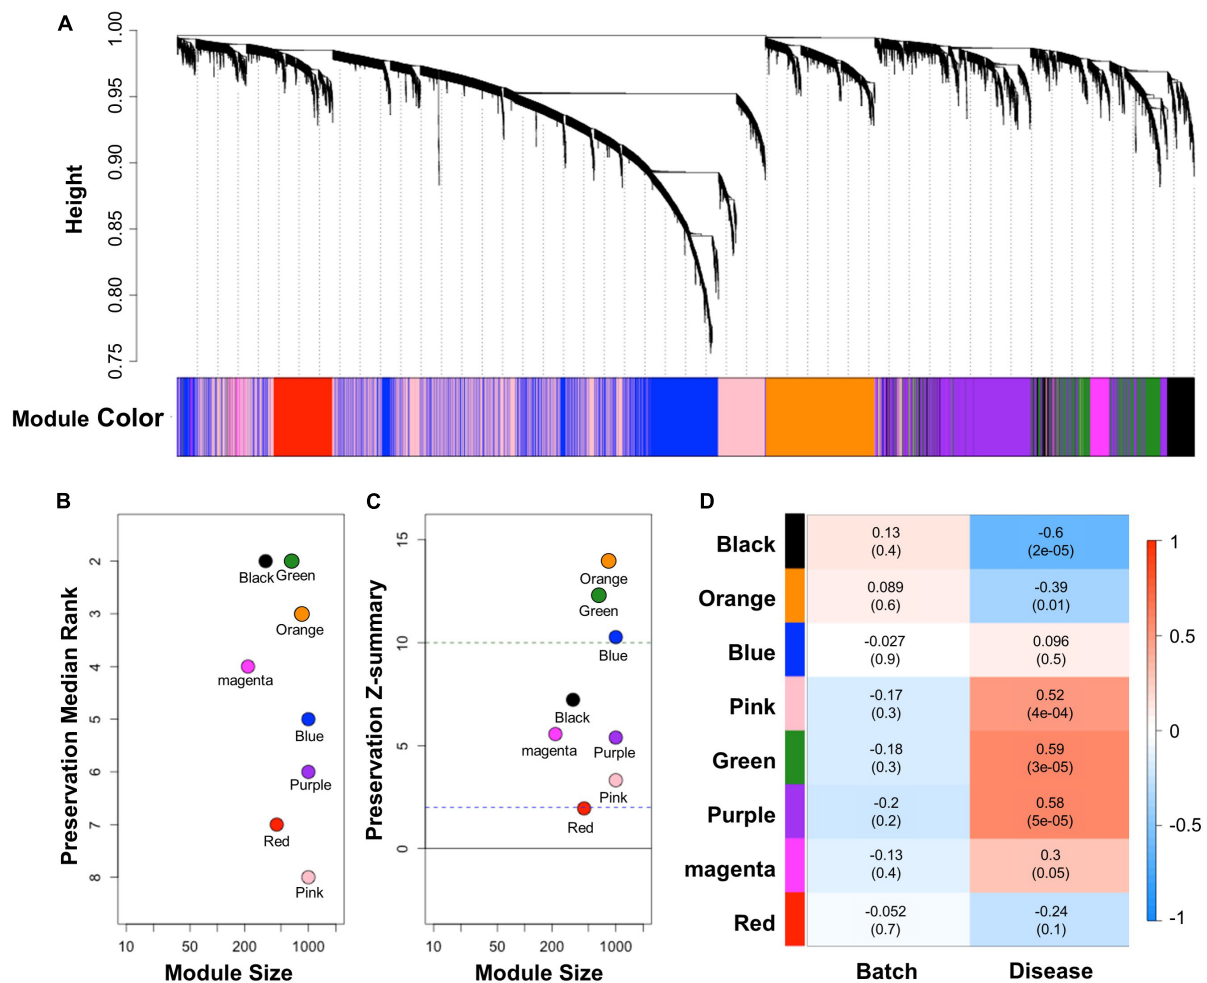 A
1.00
0.95
0.90
0.85
0.80
0.75
Height
Module Color
B
2
3
4
5
6
7
8
Preservation Median Rank
Black
Green
Orange
magenta
Blue
Purple
Red
Pink
10
50
200
1000
Module Size
C
15
10
5
0
Preservation Z-summary
Orange
Green
Blue
Black
magenta
Purple
Pink
Red
10
50
200
1000
Module Size
D
Black
0.13
(0.4)
-0.6
(2e-05)
Orange
0.089
(0.6)
-0.39
(0.01)
Blue
-0.027
(0.9)
0.096
(0.5)
Pink
-0.17
(0.3)
0.52
(4e-04)
Green
-0.18
(0.3)
0.59
(3e-05)
Purple
-0.2
(0.2)
0.58
(5e-05)
magenta
-0.13
(0.4)
0.3
(0.05)
Red
-0.052
(0.7)
-0.24
(0.1)
Batch
Disease
1
0.5
0
-0.5
-1